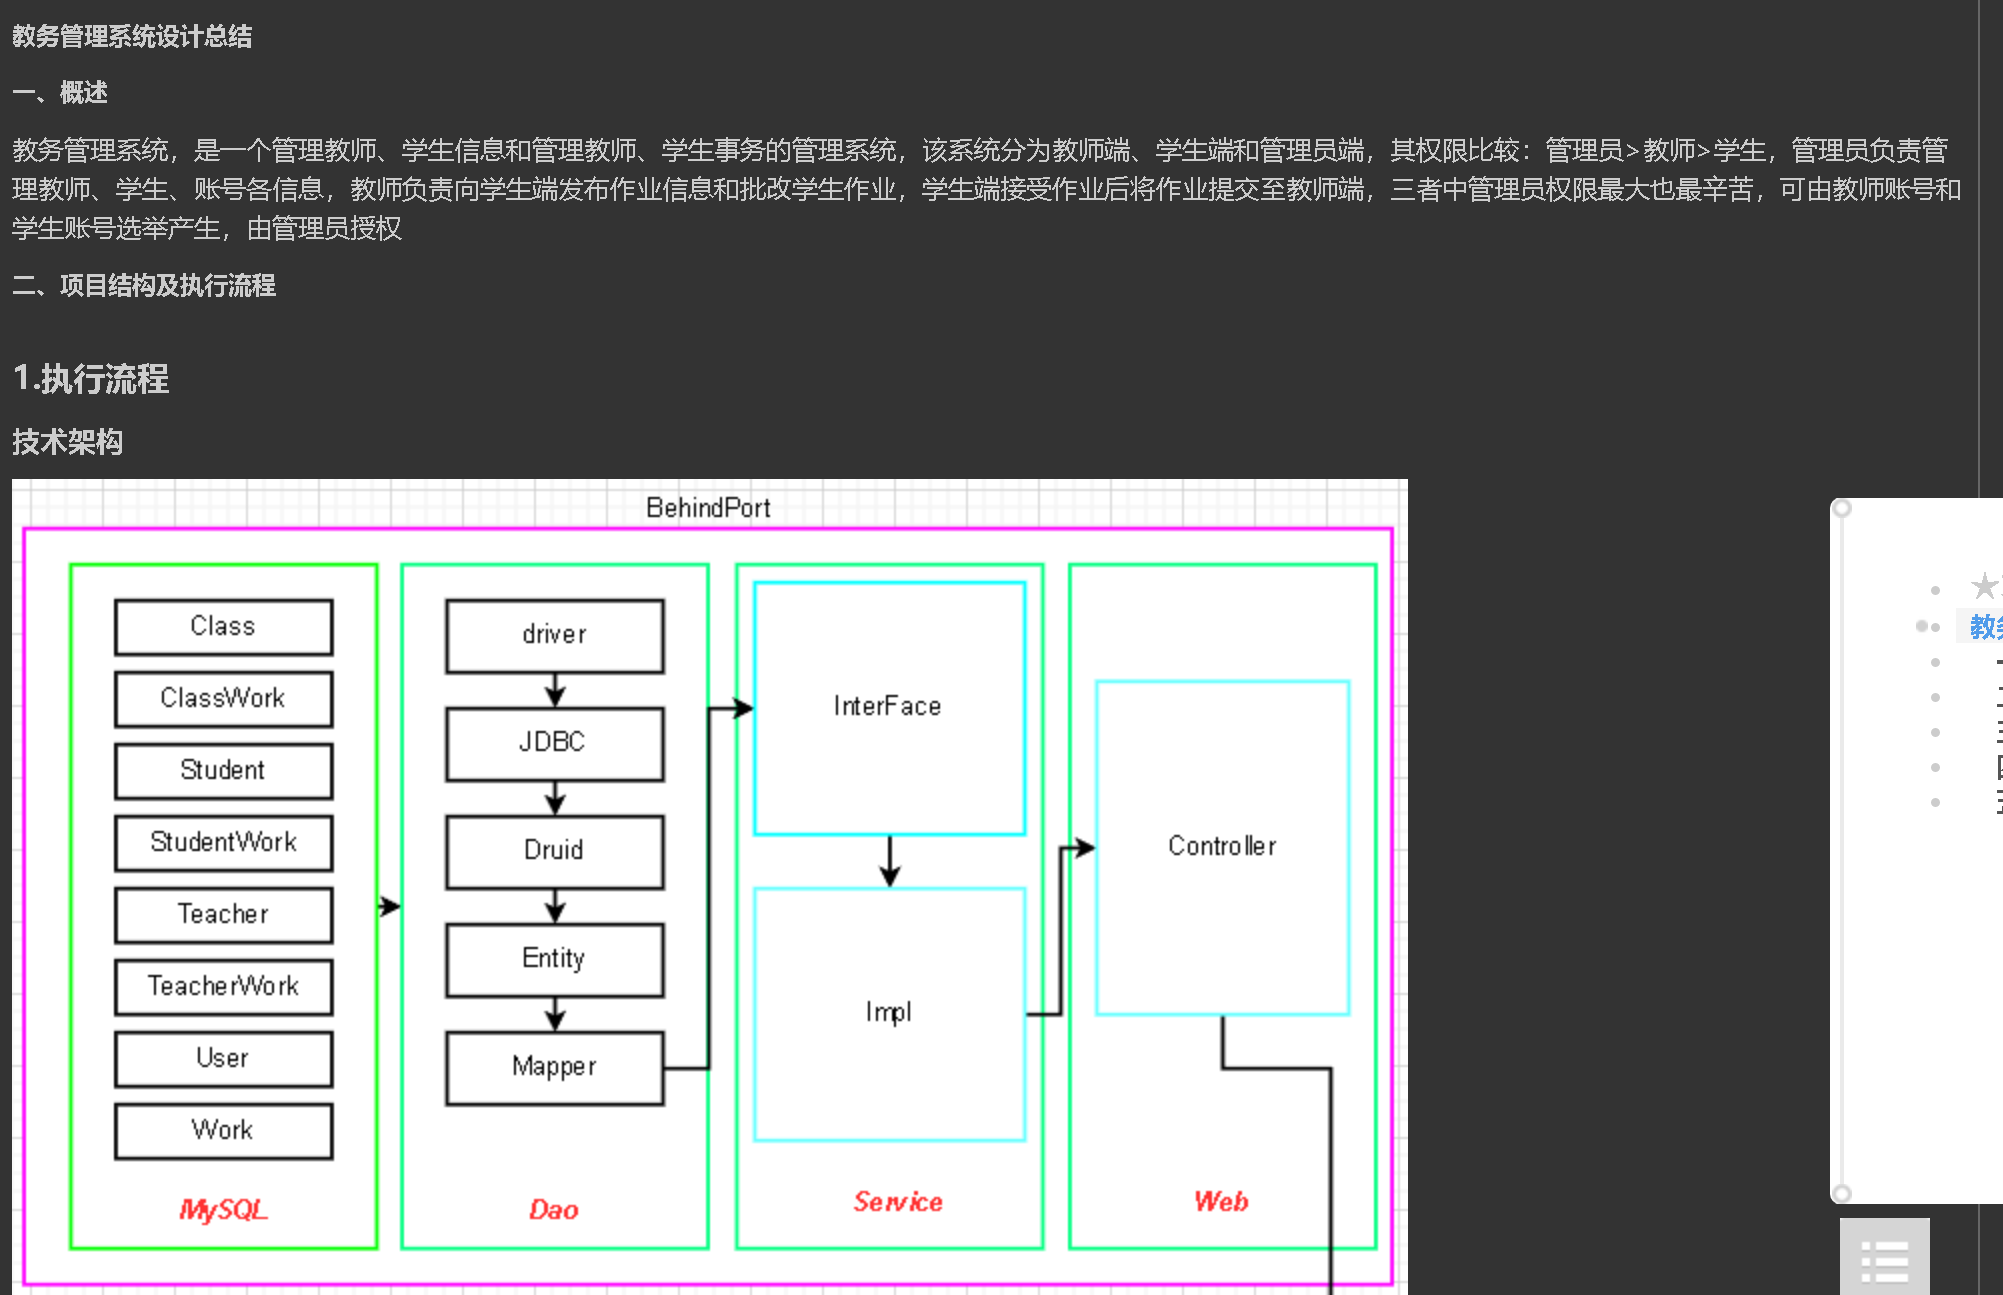 教务管理系统设计总结
一、概述
教务管理系统，是一个管理教师、学生信息和管理教师、学生事务的管理系统，该系统分为教师端、学生端和管理员端，其权限比较：管理员>教师>学生，管理员负责管
理教师、学生、账号各信息，教师负责向学生端发布作业信息和批改学生作业，学生端接受作业后将作业提交至教师端，三者中管理员权限最大也最辛苦，可由教师账号和
学生账号选举产生，由管理员授权
二、项目结构及执行流程
1.执行流程
技术架构
BehindPort
Class
ClassWork
Student
StudentWork
Teacher
TeacherWork
User
Work
MySQL
driver
JDBC
Druid
Entity
Mapper
Dao
InterFace
Impl
Service
Controller
Web
★
教